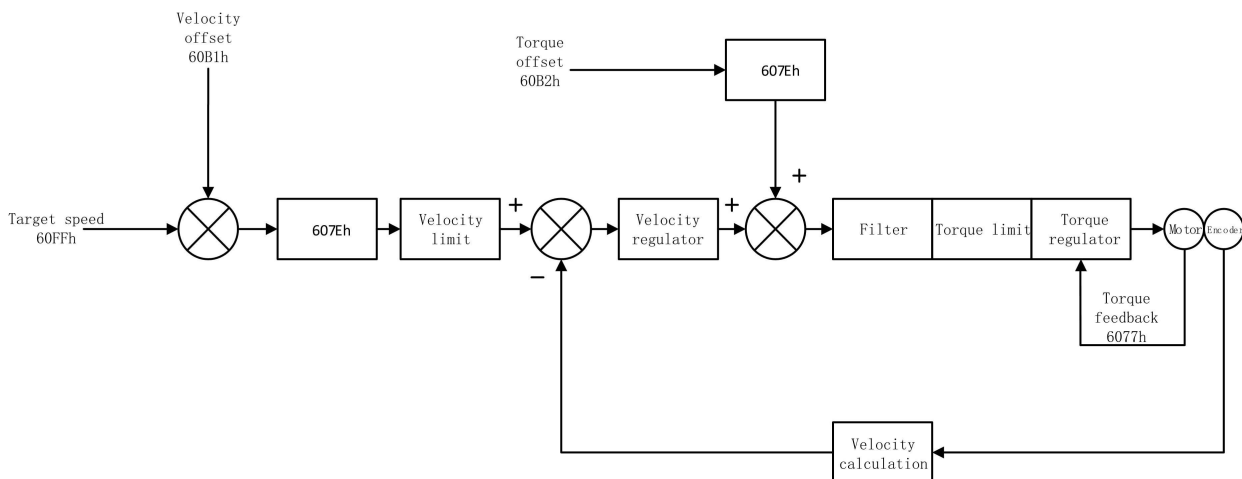 Velocity
offset
60B1h
Torque
offset
60B2h
607Eh
+
Target speed
60FFh
607Eh
Velocity
limit
+
−
Velocity
regulator
+
Filter
Torque limit
Torque
regulator
Motor
Encoder
Torque
feedback
6077h
Velocity
calculation